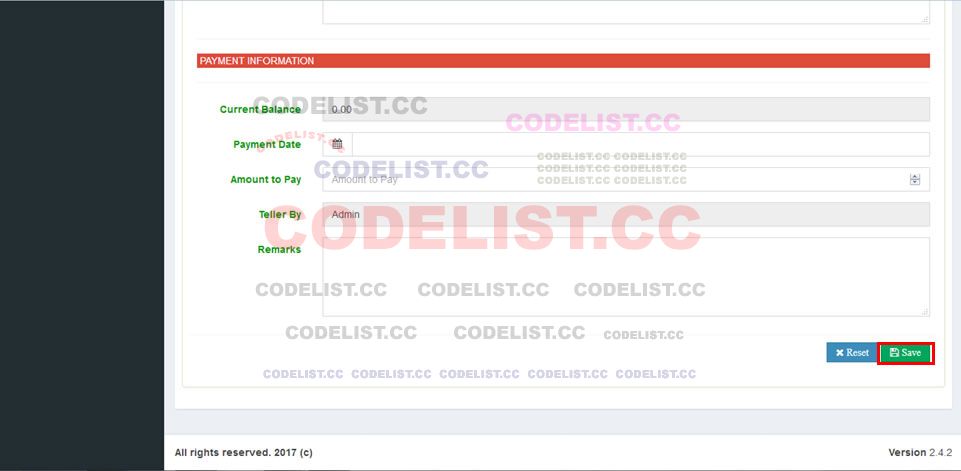 PAYMENT INFORMATION
Current Balance 0.00
CODELIST.CC
CODELIST.CC
Payment Date
CODELIST.CC
CODELIST.CC CODELIST.CC
CODELIST.CC
CODELIST.CC CODELIST.CC
Amount to Pay Amount to Pay
CODELIST.CC CODELIST.CC
Teller By Admin
CODELIST.CC
Remarks
CODELIST.CC CODELIST.CC CODELIST.CC
CODELIST.CC CODELIST.CC CODELIST.CC
Reset Save
CODELIST.CC CODELIST.CC CODELIST.CC CODELIST.CC CODELIST.CC
All rights reserved. 2017 (c) Version 2.4.2